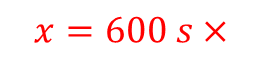 x = 600 s ×